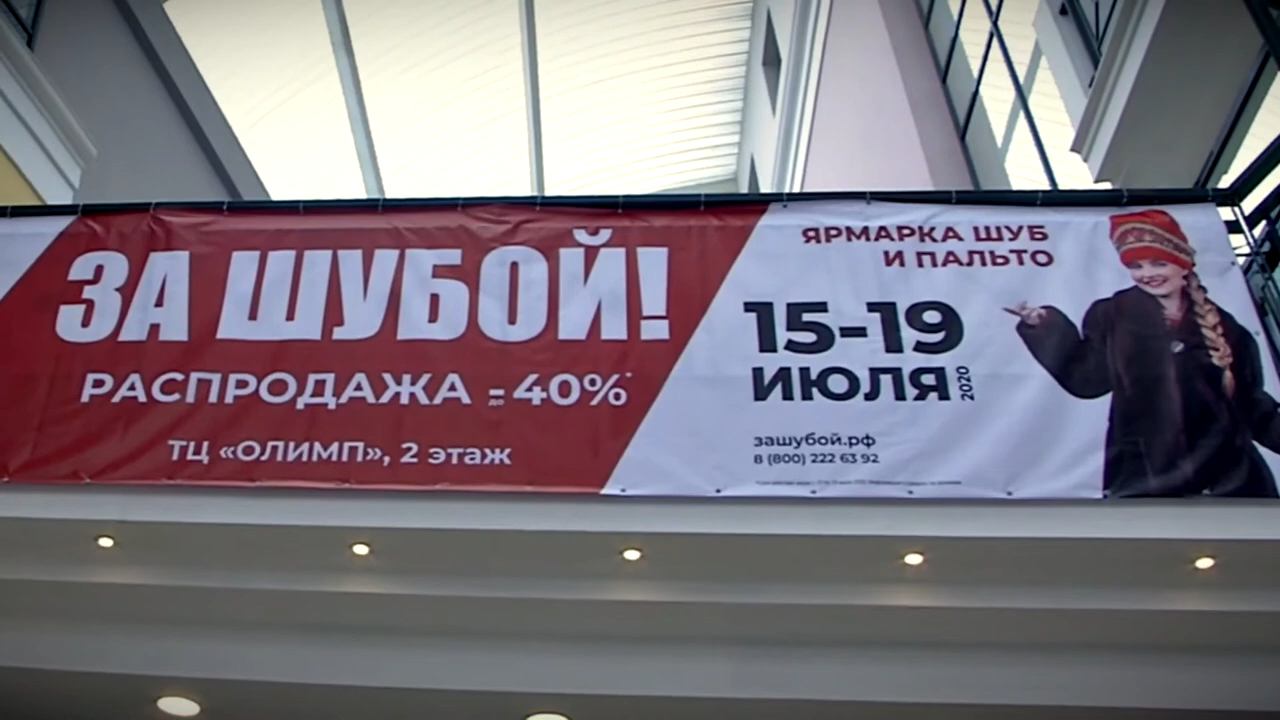 ЗА ШУБОЙ!
РАСПРОДАЖА до -40%*
ТЦ «ОЛИМП», 2 этаж
ЯРМАРКА ШУБ
И ПАЛЬТО
15-19
ИЮЛЯ 2020
зашубой.рф
8 (800) 222 63 92